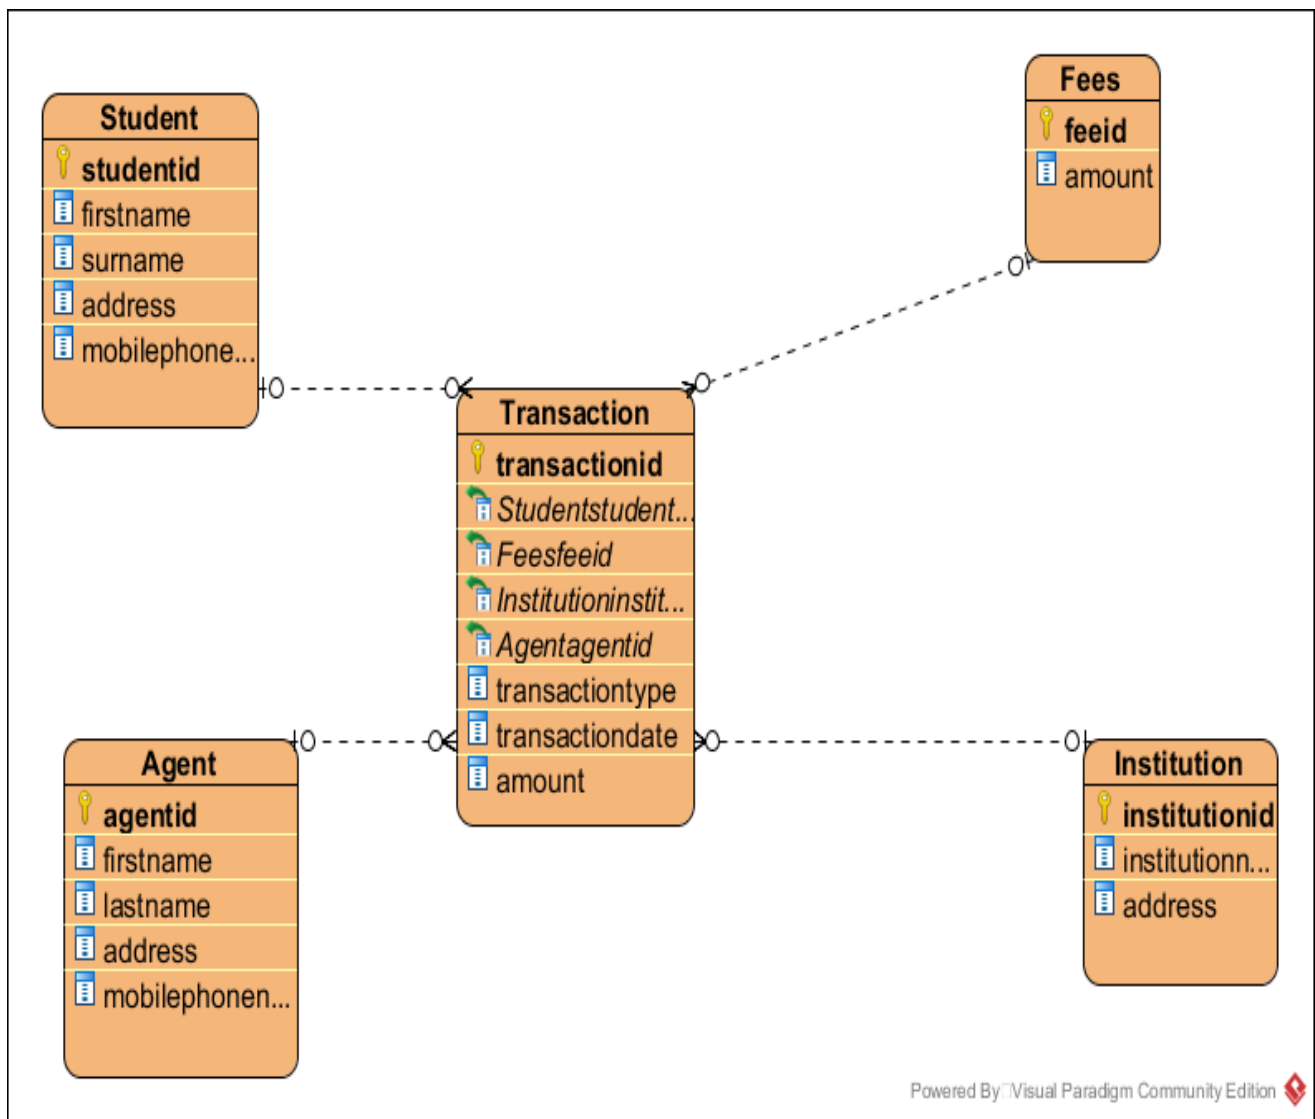 Student
studentid
firstname
surname
address
mobilephone...
Fees
feeid
amount
Transaction
transactionid
Studentstudent...
Feesfeeid
Institutioninstit...
Agentagentid
transactiontype
transactiondate
amount
Agent
agentid
firstname
lastname
address
mobilephonen...
Institution
institutionid
institutionn...
address
Powered By□Visual Paradigm Community Edition